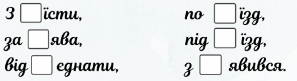 З □їсти,
за □ява,
від □єднати,
по □їзд,
під □їзд,
з □явився.